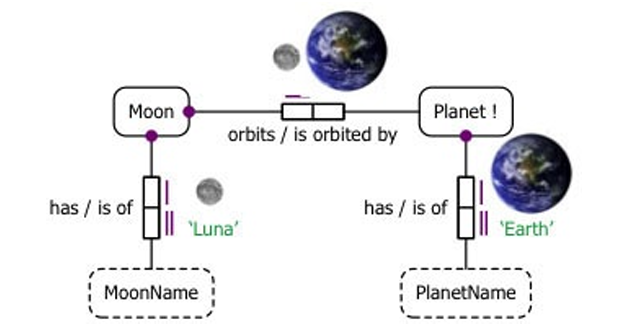 Moon
Planet !
orbits / is orbited by
has / is of
‘Luna’
has / is of
‘Earth’
MoonName
PlanetName